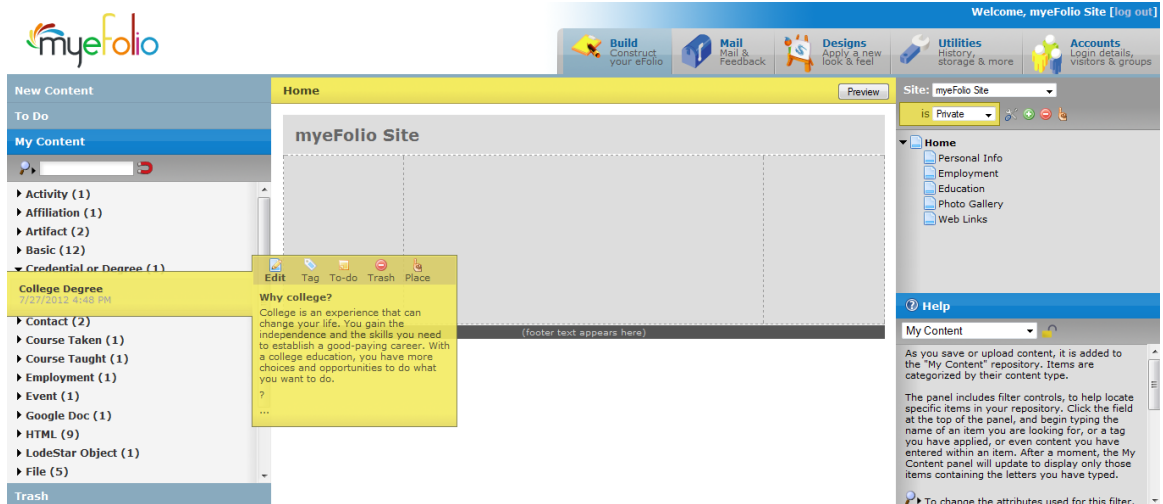 Welcome, myeFolio Site [log out]
myefolio
Build
Construct
your eFolio
Mail
Mail &
Feedback
Designs
Apply a new
look & feel
Utilities
History,
storage & more
Accounts
Login details,
visitors & groups
New Content
To Do
My Content
Activity (1)
Affiliation (1)
Artifact (2)
Basic (12)
Credential or Degree (1)
College Degree
7/27/2012 4:48 PM
Contact (2)
Course Taken (1)
Course Taught (1)
Employment (1)
Event (1)
Google Doc (1)
HTML (9)
LodeStar Object (1)
File (5)
Trash
Home
Preview
myeFolio Site
Edit Tag To-do Trash Place
Why college?
College is an experience that can
change your life. You gain the
independence and the skills you need
to establish a good-paying career. With
a college education, you have more
choices and opportunities to do what
you want to do.
?
...
(footer text appears here)
Site: myeFolio Site
is Private
Home
Personal Info
Employment
Education
Photo Gallery
Web Links
? Help
My Content
As you save or upload content, it is added to
the "My Content" repository. Items are
categorized by their content type.
The panel includes filter controls, to help locate
specific items in your repository. Click the field
at the top of the panel, and begin typing the
name of an item you are looking for, or a tag
you have applied, or even content you have
entered within an item. After a moment, the My
Content panel will update to display only those
items containing the letters you have typed.
To change the attributes used for this filter,